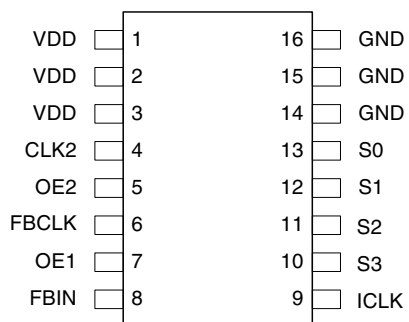 VDD 1 16 GND
VDD 2 15 GND
VDD 3 14 GND
CLK2 4 13 S0
OE2 5 12 S1
FBCLK 6 11 S2
OE1 7 10 S3
FBIN 8 9 ICLK